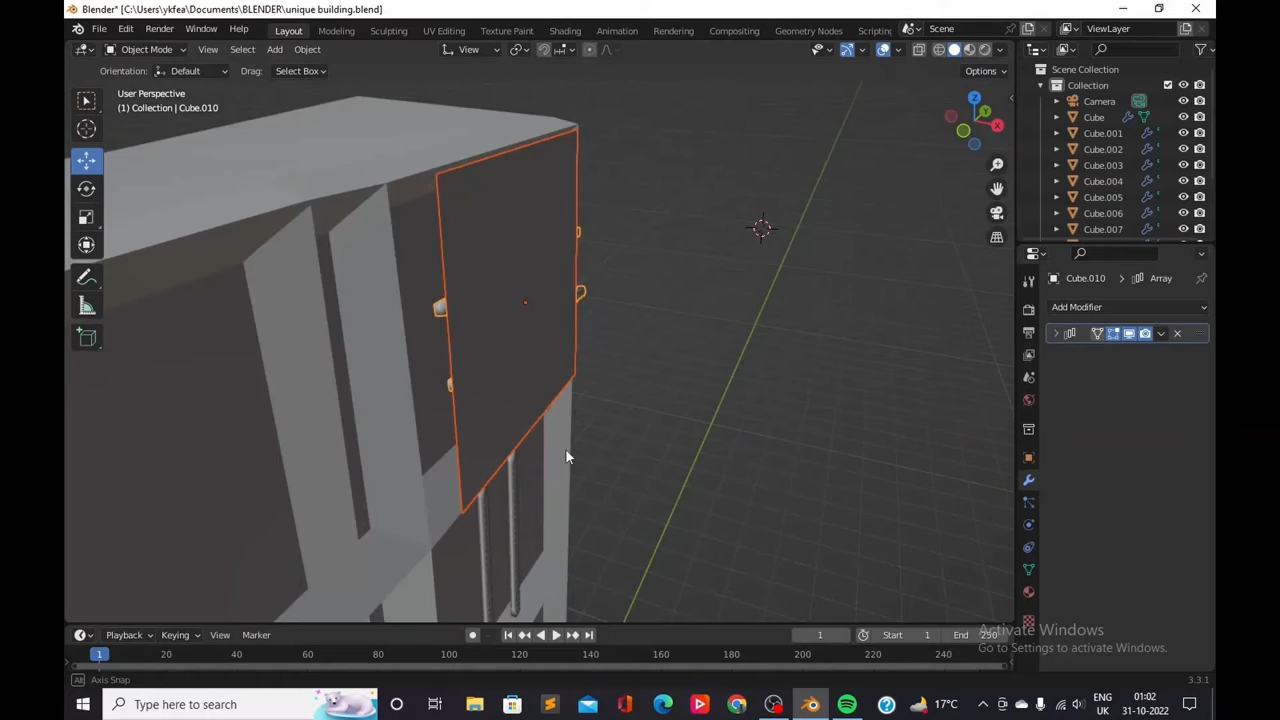 Blender* [C:\Users\ykfea\Documents\BLENDER\unique building.blend]
File Edit Render Window Help Layout Modeling Sculpting UV Editing Texture Paint Shading Animation Rendering Compositing Geometry Nodes Scripting Scene ViewLayer
Object Mode View Select Add Object View
Orientation: Default Drag: Select Box Options
User Perspective
(1) Collection | Cube.010
Z
Y
X
Scene Collection
Collection
Camera
Cube
Cube.001
Cube.002
Cube.003
Cube.004
Cube.005
Cube.006
Cube.007
Cube.010 Array
Add Modifier
Playback Keying View Marker 1 Start 1 End 250
1 20 40 60 80 100 120 140 160 180 200 220 240
Activate Windows
Go to Settings to activate Windows.
Alt Axis Snap 3.3.1
Type here to search 17°C ENG UK 01:02 31-10-2022